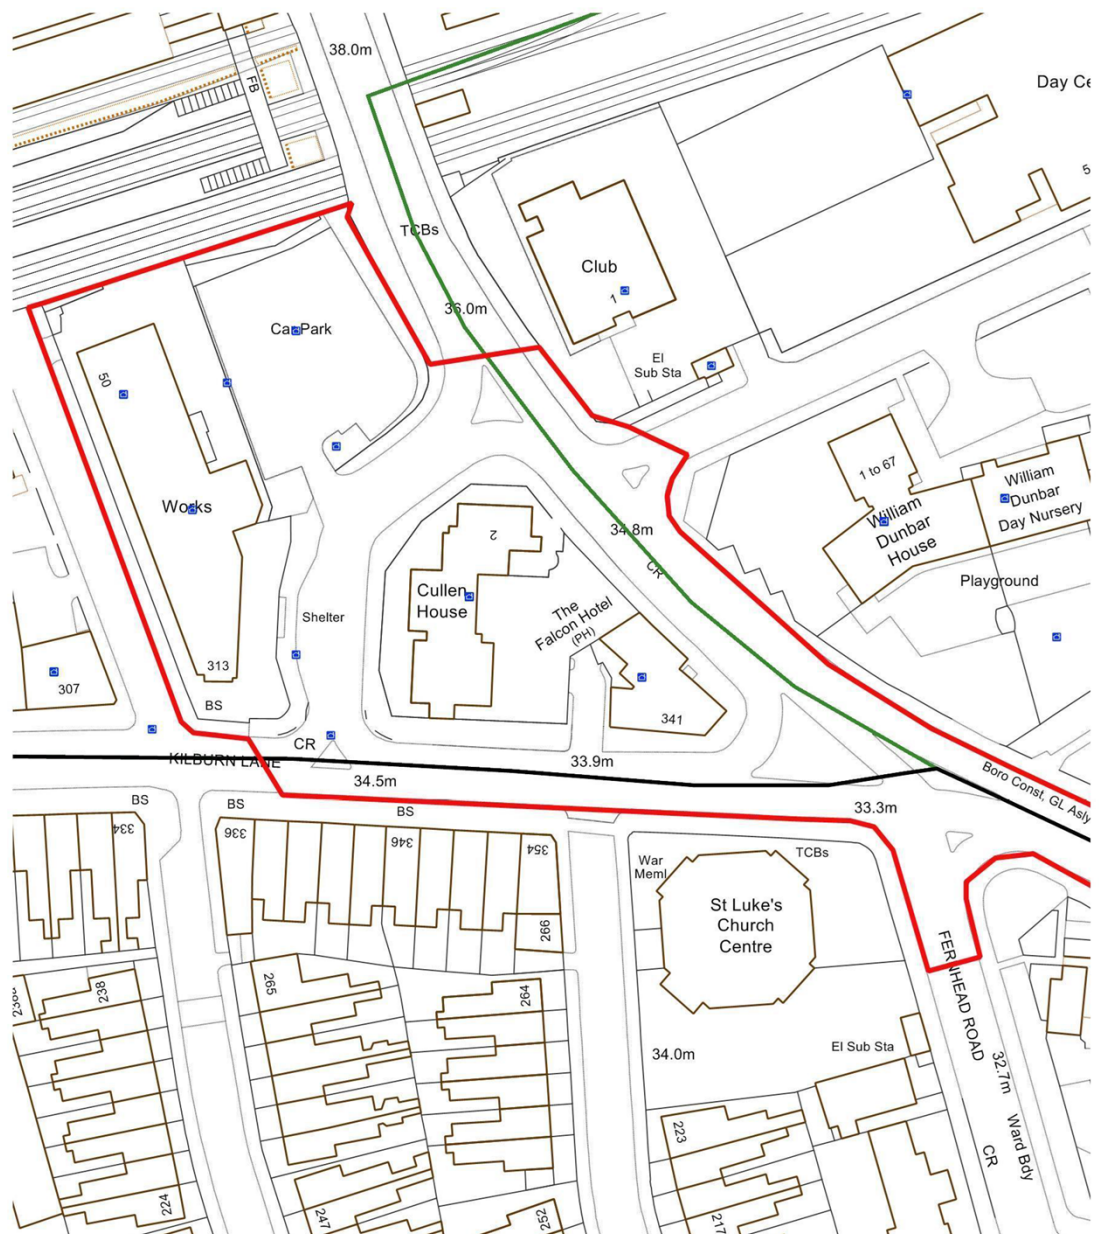 38.0m
FB
Day Ce
5
TCBs
Club
1
36.0m
Car Park
El
Sub Sta
50
1 to 67
William
Dunbar
Day Nursery
William
Dunbar
House
Works
2
34.8m
CR
Playground
Cullen
House
The
Falcon Hotel
(PH)
Shelter
313
307
BS
341
CR
KILBURN LANE
33.9m
34.5m
Boro Const, GL Asly
33.3m
BS
BS
BS
334
336
346
354
TCBs
War
Meml
St Luke's
Church
Centre
266
FERNHEAD ROAD
238
265
264
El Sub Sta
34.0m
32.7m
Ward Bdy
223
CR
224
247
252
217